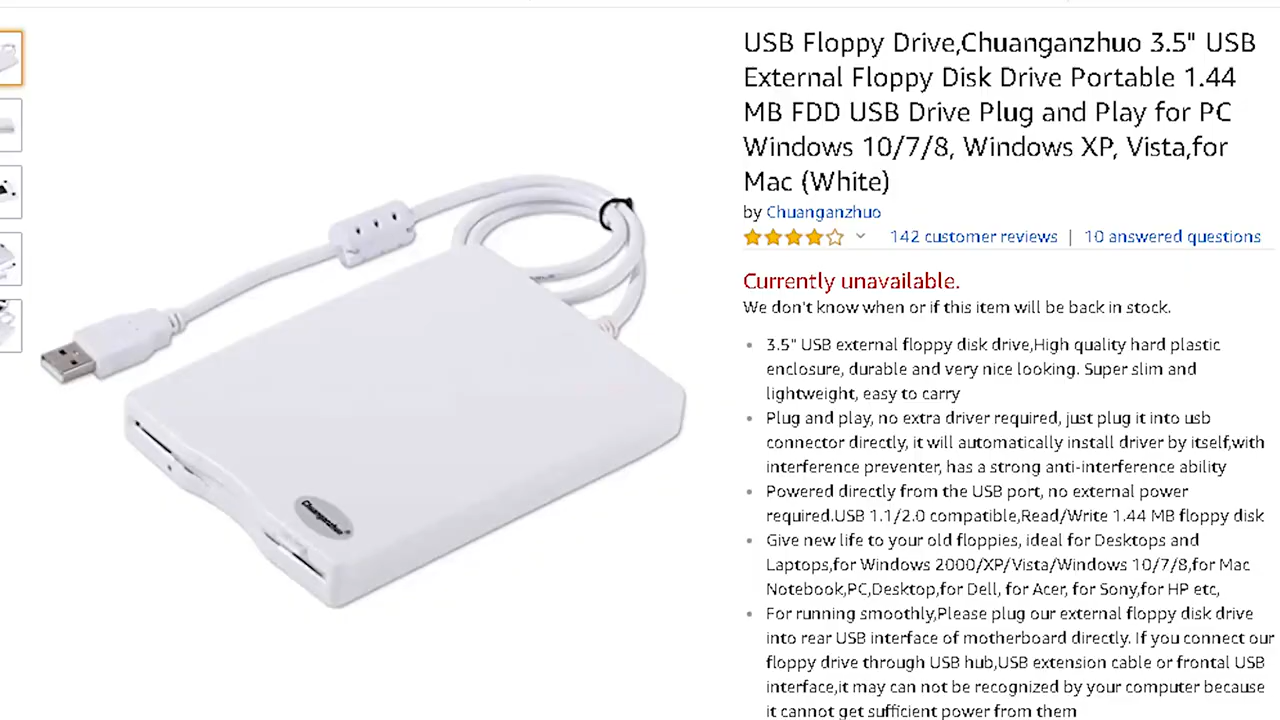 USB Floppy Drive,Chuanganzhuo 3.5" USB
External Floppy Disk Drive Portable 1.44
MB FDD USB Drive Plug and Play for PC
Windows 10/7/8, Windows XP, Vista,for
Mac (White)
by Chuanganzhuo
142 customer reviews | 10 answered questions
Currently unavailable.
We don't know when or if this item will be back in stock.
3.5" USB external floppy disk drive,High quality hard plastic
enclosure, durable and very nice looking. Super slim and
lightweight, easy to carry
Plug and play, no extra driver required, just plug it into usb
connector directly, it will automatically install driver by itself,with
interference preventer, has a strong anti-interference ability
Powered directly from the USB port, no external power
required.USB 1.1/2.0 compatible,Read/Write 1.44 MB floppy disk
Give new life to your old floppies, ideal for Desktops and
Laptops,for Windows 2000/XP/Vista/Windows 10/7/8,for Mac
Notebook,PC,Desktop,for Dell, for Acer, for Sony,for HP etc,
For running smoothly,Please plug our external floppy disk drive
into rear USB interface of motherboard directly. If you connect our
floppy drive through USB hub,USB extension cable or frontal USB
interface,it may can not be recognized by your computer because
it cannot get sufficient power from them
Chuanganzhuo